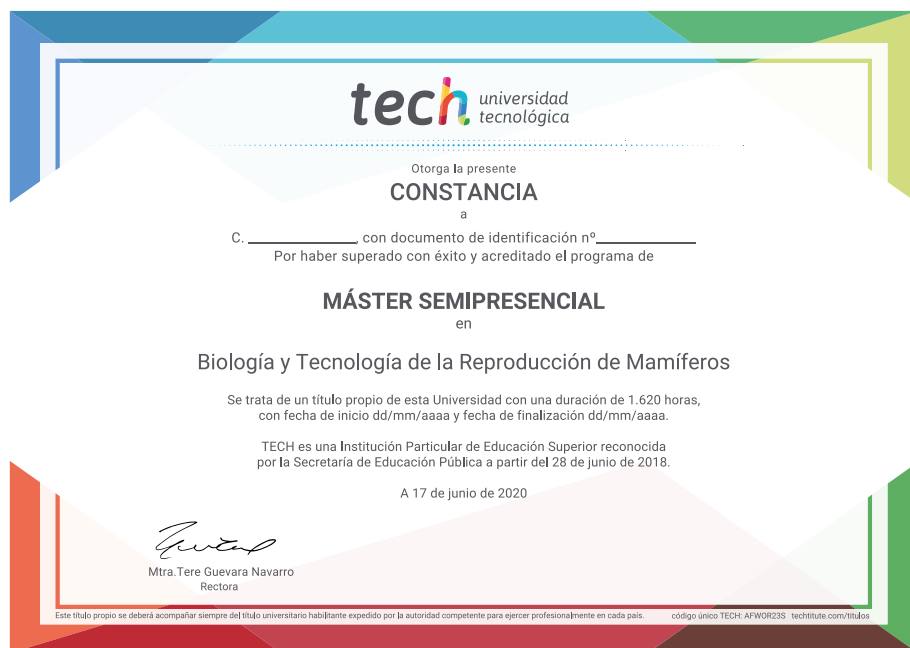 tech universidad
tecnológica
Otorga la presente
CONSTANCIA
a
C. ____________, con documento de identificación nº____________
Por haber superado con éxito y acreditado el programa de
MÁSTER SEMIPRESENCIAL
en
Biología y Tecnología de la Reproducción de Mamíferos
Se trata de un título propio de esta Universidad con una duración de 1.620 horas,
con fecha de inicio dd/mm/aaaa y fecha de finalización dd/mm/aaaa.
TECH es una Institución Particular de Educación Superior reconocida
por la Secretaría de Educación Pública a partir del 28 de junio de 2018.
A 17 de junio de 2020
Mtra.Tere Guevara Navarro
Rectora
Este título propio se deberá acompañar siempre del título universitario habilitante expedido por la autoridad competente para ejercer profesionalmente en cada país. código único TECH: AFWOR23S techtitute.com/titulos